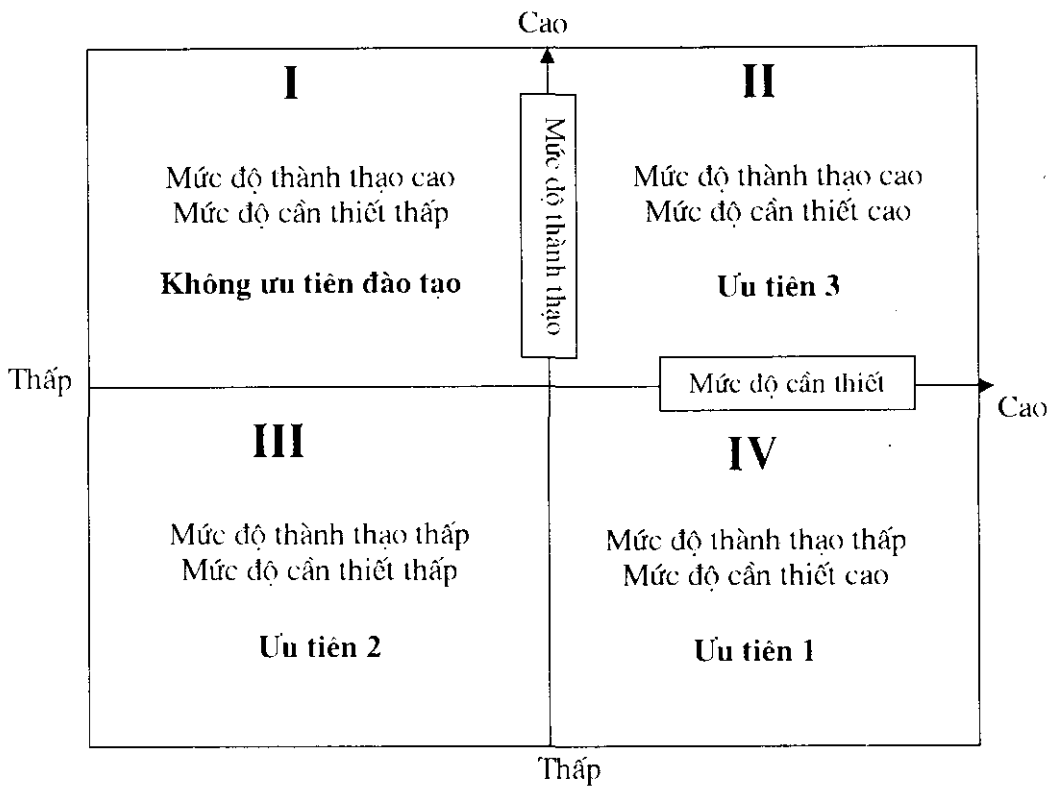 Cao
I
II
Mức độ thành thạo
Mức độ thành thạo cao
Mức độ cần thiết thấp
Không ưu tiên đào tạo
Mức độ thành thạo cao
Mức độ cần thiết cao
Ưu tiên 3
Thấp
Mức độ cần thiết
Cao
III
IV
Mức độ thành thạo thấp
Mức độ cần thiết thấp
Ưu tiên 2
Mức độ thành thạo thấp
Mức độ cần thiết cao
Ưu tiên 1
Thấp